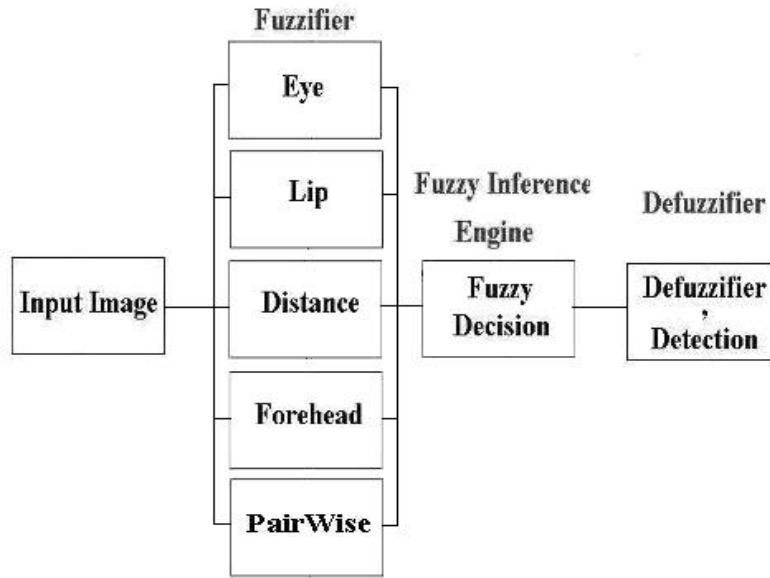 Fuzzifier
Eye
Lip
Distance
Forehead
PairWise
Input Image
Fuzzy Inference
Engine
Fuzzy
Decision
Defuzzifier
Defuzzifier
,
Detection